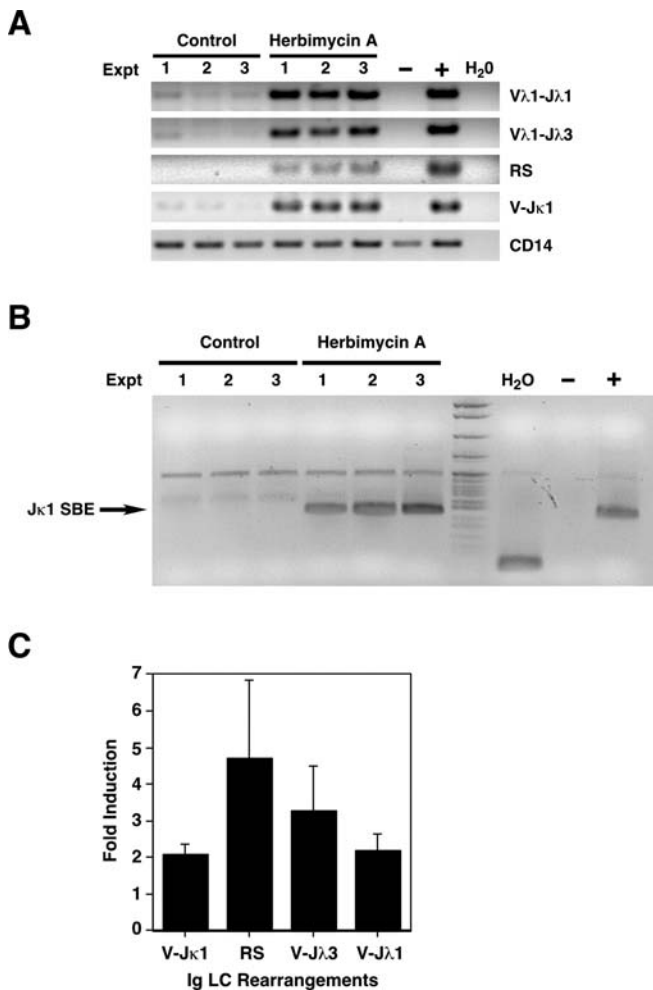 A
Control Herbimycin A
Expt 1 2 3 1 2 3 − + H₂0
Vλ1-Jλ1
Vλ1-Jλ3
RS
V-Jκ1
CD14
B
Control Herbimycin A
Expt 1 2 3 1 2 3 H₂O − +
Jκ1 SBE
C
7
6
5
4
3
2
1
0
Fold Induction
V-Jκ1 RS V-Jλ3 V-Jλ1
Ig LC Rearrangements